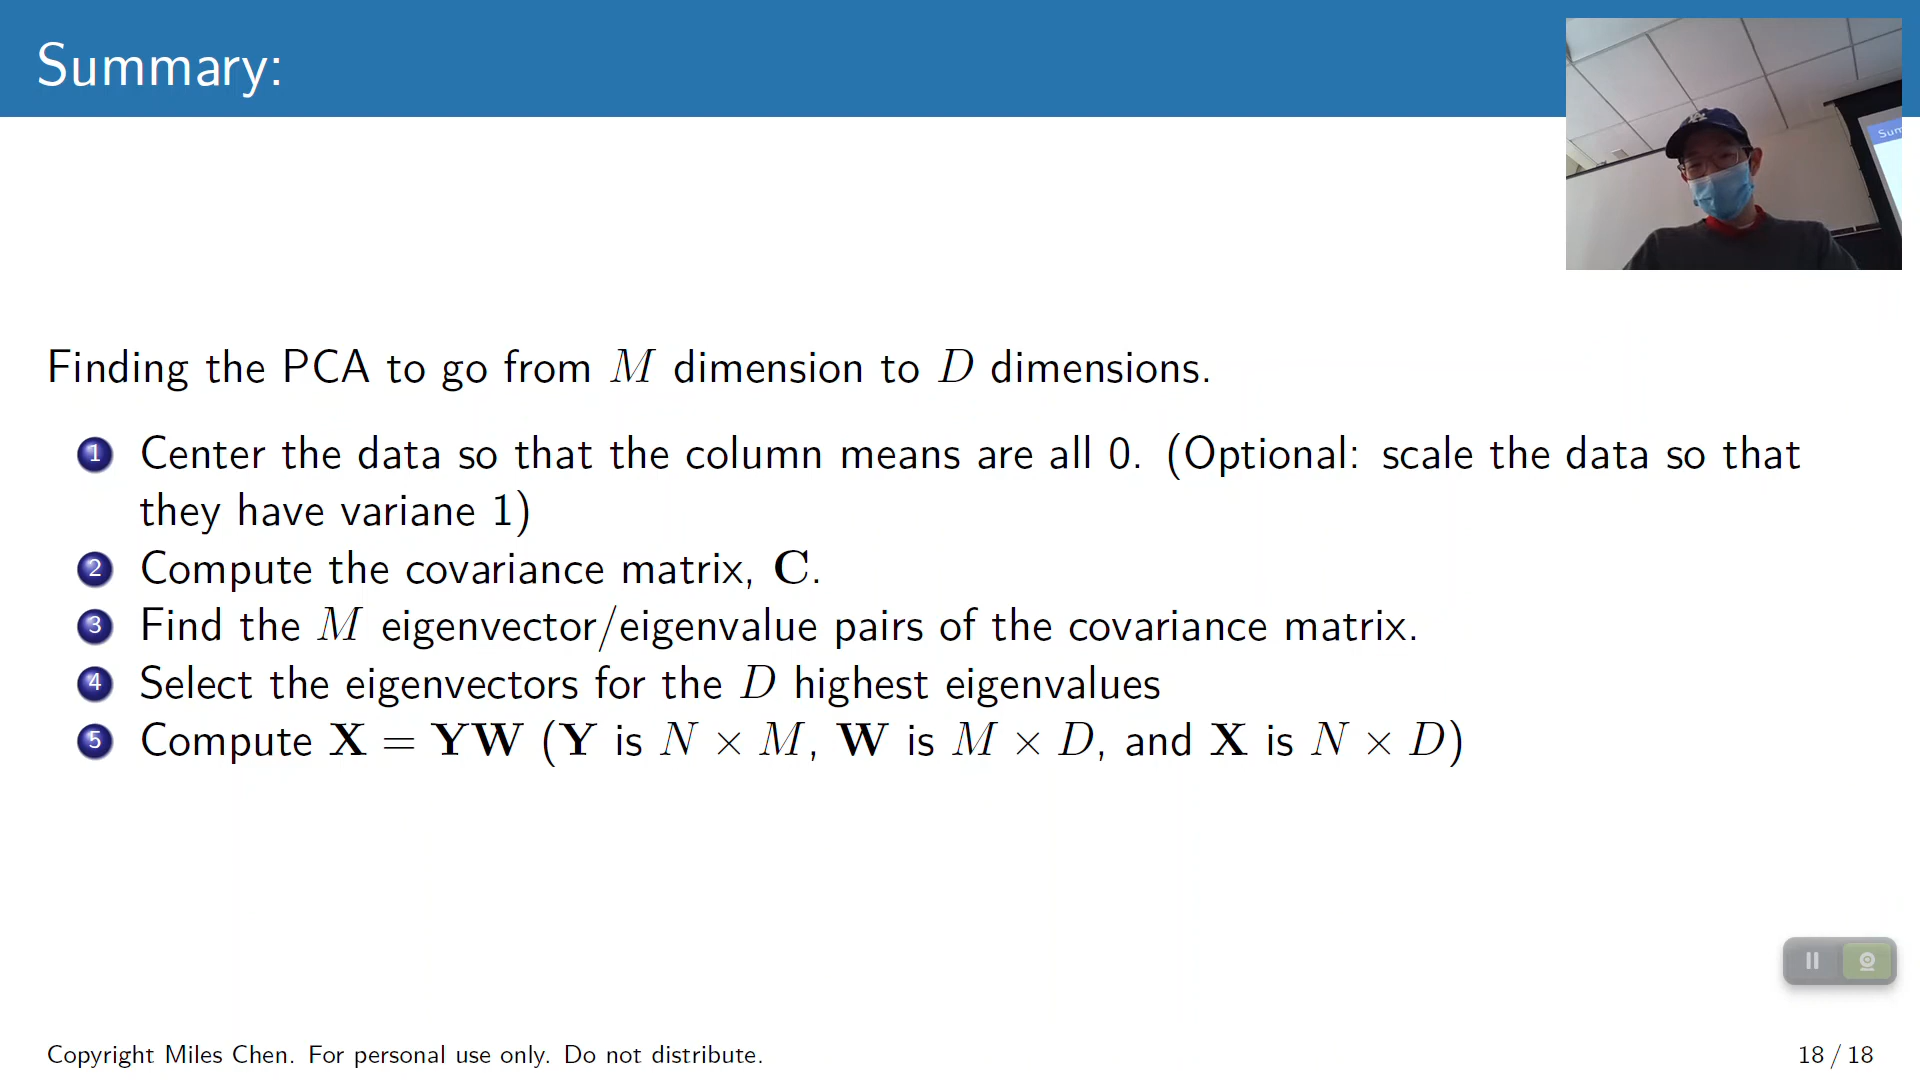 Summary:
Sum
Finding the PCA to go from M dimension to D dimensions.
1 Center the data so that the column means are all 0. (Optional: scale the data so that
they have variane 1)
2 Compute the covariance matrix, C.
3 Find the M eigenvector/eigenvalue pairs of the covariance matrix.
4 Select the eigenvectors for the D highest eigenvalues
5 Compute X = YW (Y is N × M, W is M × D, and X is N × D)
Copyright Miles Chen. For personal use only. Do not distribute.
18 / 18